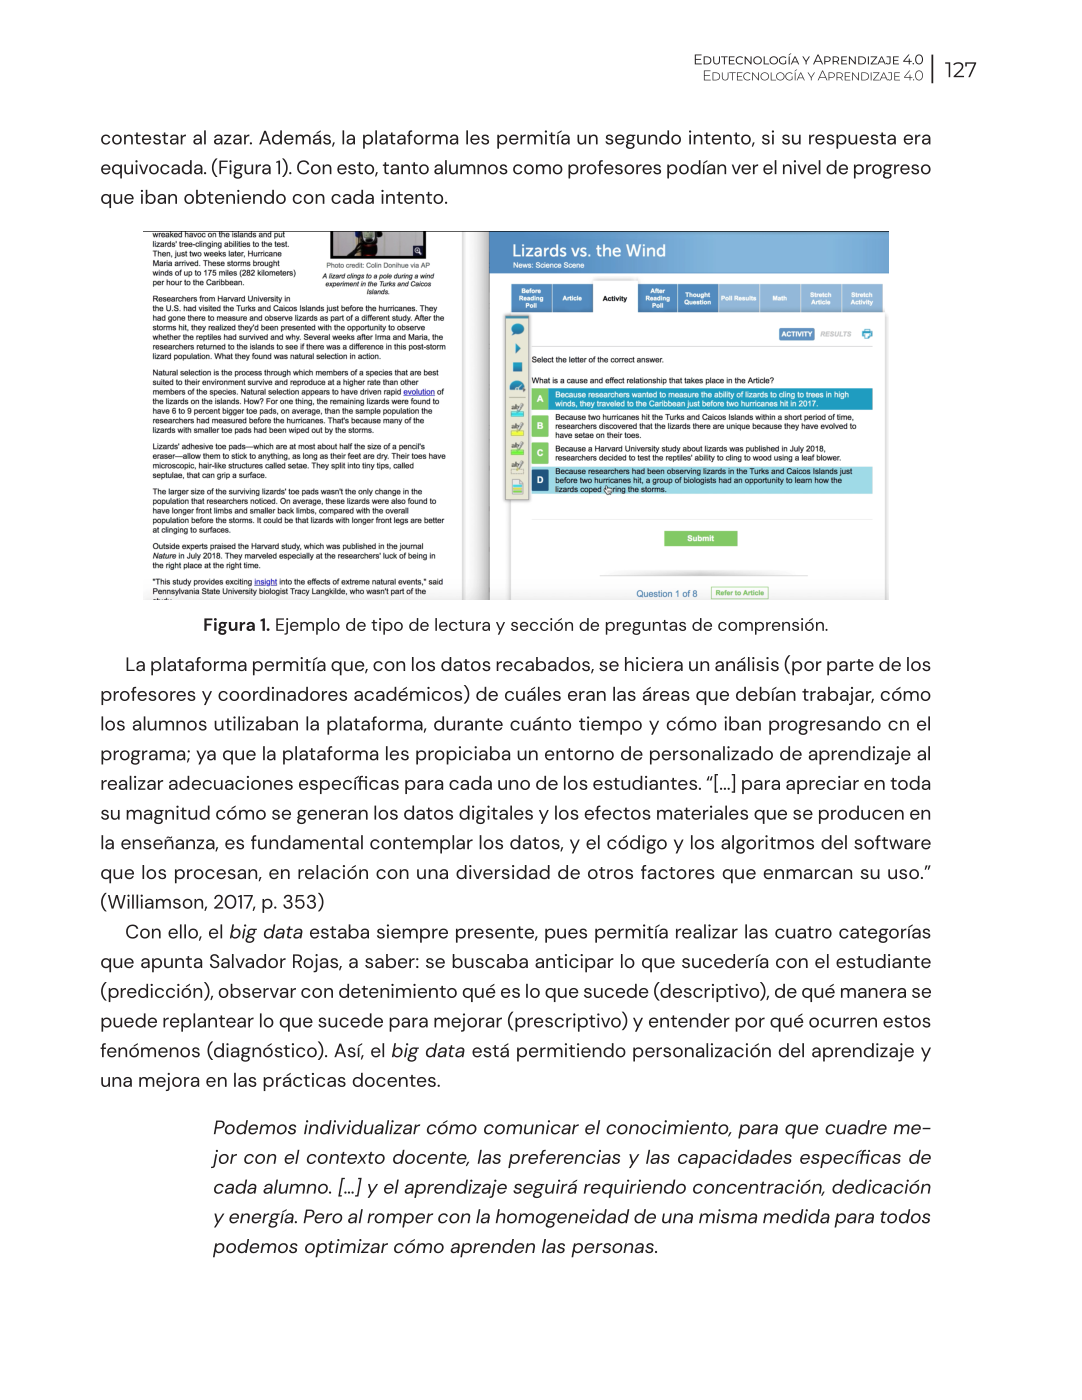 Edutecnología y Aprendizaje 4.0
Edutecnología y Aprendizaje 4.0
127
contestar al azar. Además, la plataforma les permitía un segundo intento, si su respuesta era
equivocada. (Figura 1). Con esto, tanto alumnos como profesores podían ver el nivel de progreso
que iban obteniendo con cada intento.
wreaked havoc on the islands and put
lizards' tree-clinging abilities to the test.
Then, just two weeks later, Hurricane
Maria arrived. These storms brought
winds of up to 175 miles (282 kilometers)
per hour to the Caribbean.
Photo credit: Colin Donihue via AP
A lizard clings to a pole during a wind
experiment in the Turks and Caicos
Islands.
Researchers from Harvard University in
the U.S. had visited the Turks and Caicos Islands just before the hurricanes. They
had gone there to measure and observe lizards as part of a different study. After the
storms hit, they realized they'd been presented with the opportunity to observe
whether the reptiles had survived and why. Several weeks after Irma and Maria, the
researchers returned to the islands to see if there was a difference in this post-storm
lizard population. What they found was natural selection in action.
Natural selection is the process through which members of a species that are best
suited to their environment survive and reproduce at a higher rate than other
members of the species. Natural selection appears to have driven rapid evolution of
the lizards on the islands. How? For one thing, the remaining lizards were found to
have 6 to 9 percent bigger toe pads, on average, than the sample population the
researchers had measured before the hurricanes. That's because many of the
lizards with smaller toe pads had been wiped out by the storms.
Lizards' adhesive toe pads—which are at most about half the size of a pencil's
eraser—allow them to stick to anything, as long as their feet are dry. Their toes have
microscopic, hair-like structures called setae. They split into tiny tips, called
septulae, that can grip a surface.
The larger size of the surviving lizards' toe pads wasn't the only change in the
population that researchers noticed. On average, these lizards were also found to
have longer front limbs and smaller back limbs, compared with the overall
population before the storms. It could be that lizards with longer front legs are better
at clinging to surfaces.
Outside experts praised the Harvard study, which was published in the journal
Nature in July 2018. They marveled especially at the researchers' luck of being in
the right place at the right time.
"This study provides exciting insight into the effects of extreme natural events," said
Pennsylvania State University biologist Tracy Langkilde, who wasn't part of the
Lizards vs. the Wind
News: Science Scene
Before Reading Poll
Article
Activity
After Reading Poll
Thought Question
Poll Results
Math
Stretch Article
Stretch Activity
ACTIVITY RESULTS
Select the letter of the correct answer.
What is a cause and effect relationship that takes place in the Article?
A Because researchers wanted to measure the ability of lizards to cling to trees in high
winds, they traveled to the Caribbean just before two hurricanes hit in 2017.
B Because two hurricanes hit the Turks and Caicos Islands within a short period of time,
researchers discovered that the lizards there are unique because they have evolved to
have setae on their toes.
C Because a Harvard University study about lizards was published in July 2018,
researchers decided to test the reptiles' ability to cling to wood using a leaf blower.
D Because researchers had been observing lizards in the Turks and Caicos Islands just
before two hurricanes hit, a group of biologists had an opportunity to learn how the
lizards coped during the storms.
Submit
Question 1 of 8 Refer to Article
Figura 1. Ejemplo de tipo de lectura y sección de preguntas de comprensión.
La plataforma permitía que, con los datos recabados, se hiciera un análisis (por parte de los
profesores y coordinadores académicos) de cuáles eran las áreas que debían trabajar, cómo
los alumnos utilizaban la plataforma, durante cuánto tiempo y cómo iban progresando cn el
programa; ya que la plataforma les propiciaba un entorno de personalizado de aprendizaje al
realizar adecuaciones específicas para cada uno de los estudiantes. “[...] para apreciar en toda
su magnitud cómo se generan los datos digitales y los efectos materiales que se producen en
la enseñanza, es fundamental contemplar los datos, y el código y los algoritmos del software
que los procesan, en relación con una diversidad de otros factores que enmarcan su uso.”
(Williamson, 2017, p. 353)
Con ello, el big data estaba siempre presente, pues permitía realizar las cuatro categorías
que apunta Salvador Rojas, a saber: se buscaba anticipar lo que sucedería con el estudiante
(predicción), observar con detenimiento qué es lo que sucede (descriptivo), de qué manera se
puede replantear lo que sucede para mejorar (prescriptivo) y entender por qué ocurren estos
fenómenos (diagnóstico). Así, el big data está permitiendo personalización del aprendizaje y
una mejora en las prácticas docentes.
Podemos individualizar cómo comunicar el conocimiento, para que cuadre me-
jor con el contexto docente, las preferencias y las capacidades específicas de
cada alumno. [...] y el aprendizaje seguirá requiriendo concentración, dedicación
y energía. Pero al romper con la homogeneidad de una misma medida para todos
podemos optimizar cómo aprenden las personas.